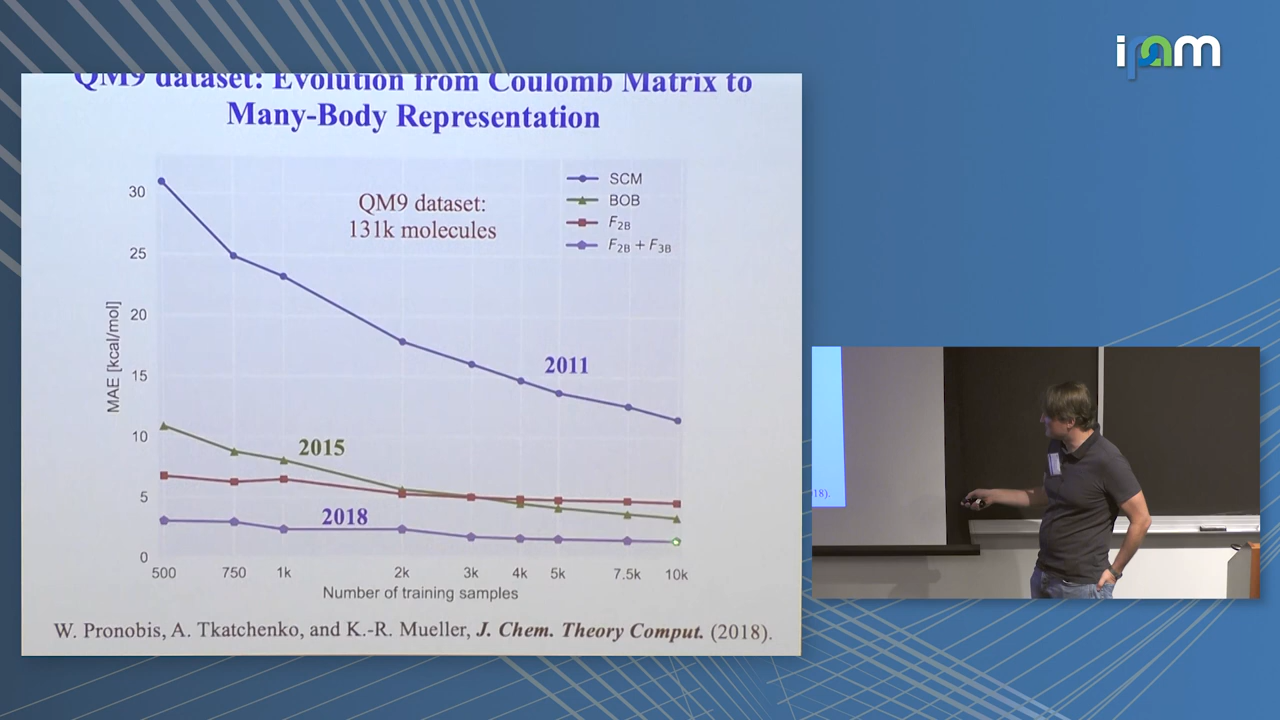 ipam
QM9 dataset: Evolution from Coulomb Matrix to
Many-Body Representation
SCM
BOB
F2B
F2B + F3B
QM9 dataset:
131k molecules
30
25
20
15
10
5
0
MAE [kcal/mol]
2011
2015
2018
500 750 1k 2k 3k 4k 5k 7.5k 10k
Number of training samples
W. Pronobis, A. Tkatchenko, and K.-R. Mueller, J. Chem. Theory Comput. (2018).
18).